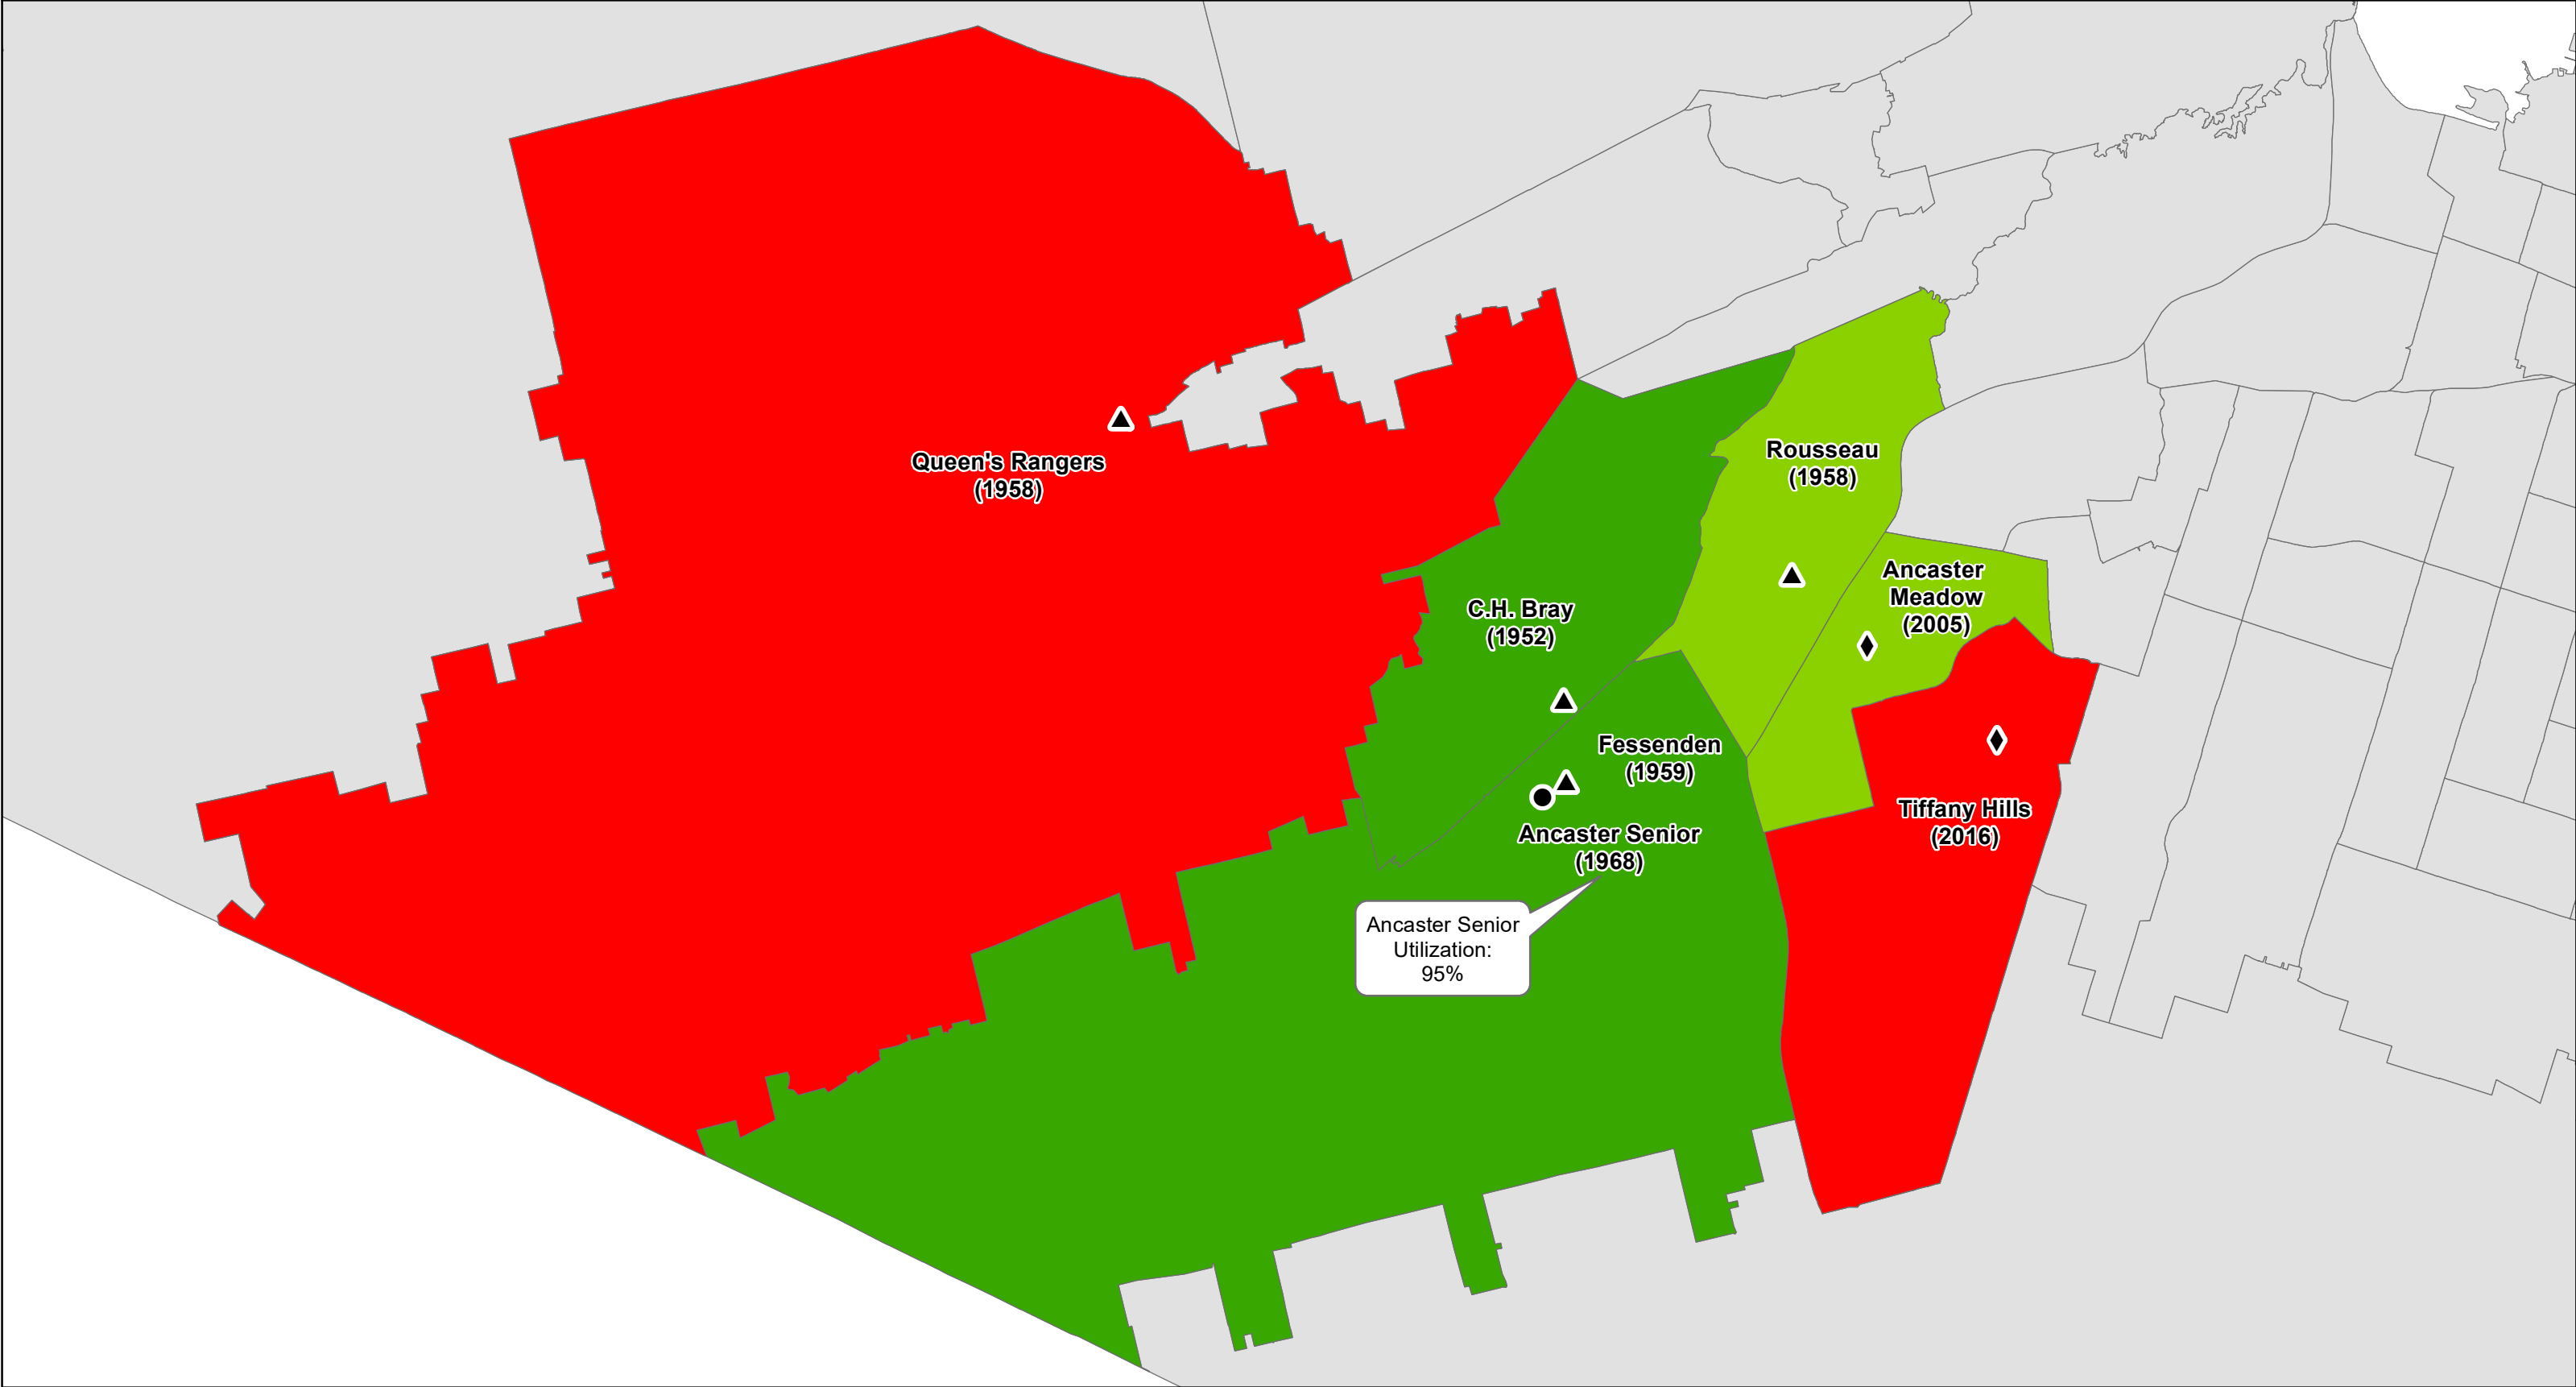 Queen's Rangers
(1958)
Rousseau
(1958)
Ancaster
Meadow
(2005)
C.H. Bray
(1952)
Fessenden
(1959)
Tiffany Hills
(2016)
Ancaster Senior
(1968)
Ancaster Senior
Utilization:
95%